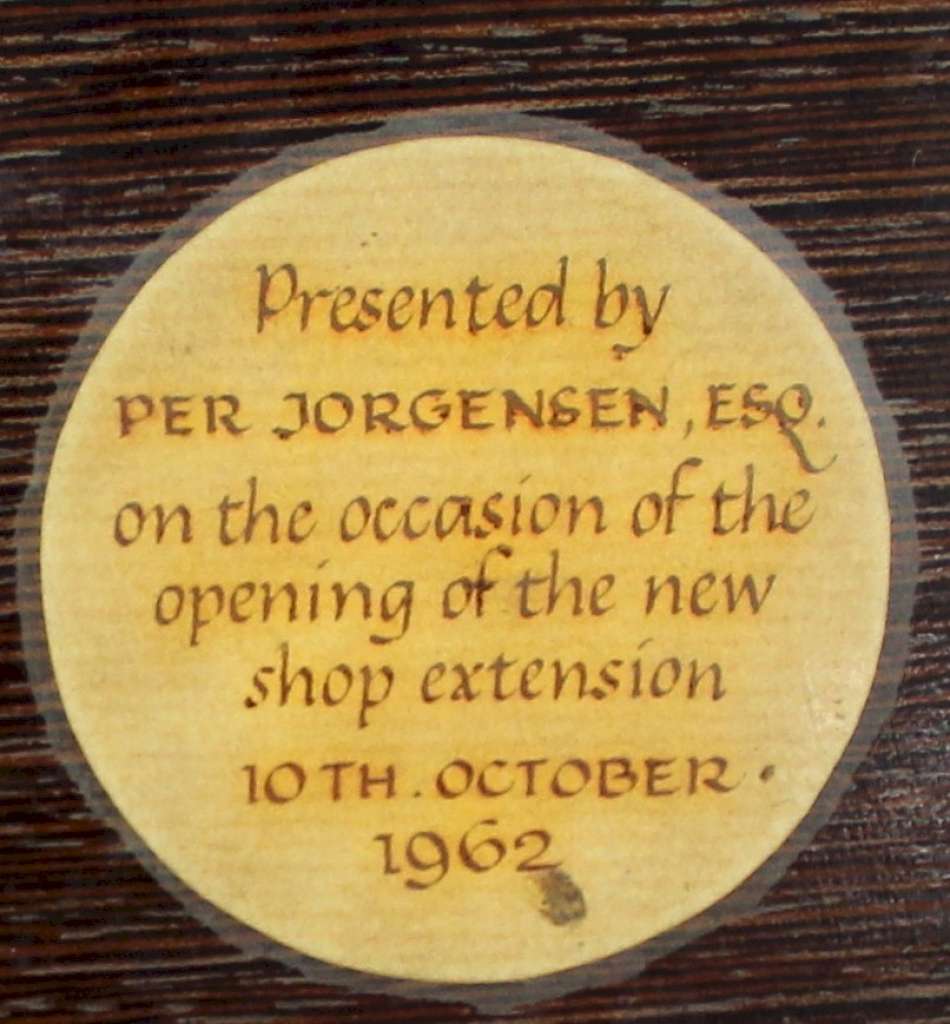 Presented by
PER JORGENSEN, ESQ.
on the occasion of the
opening of the new
shop extension
10TH. OCTOBER.
1962